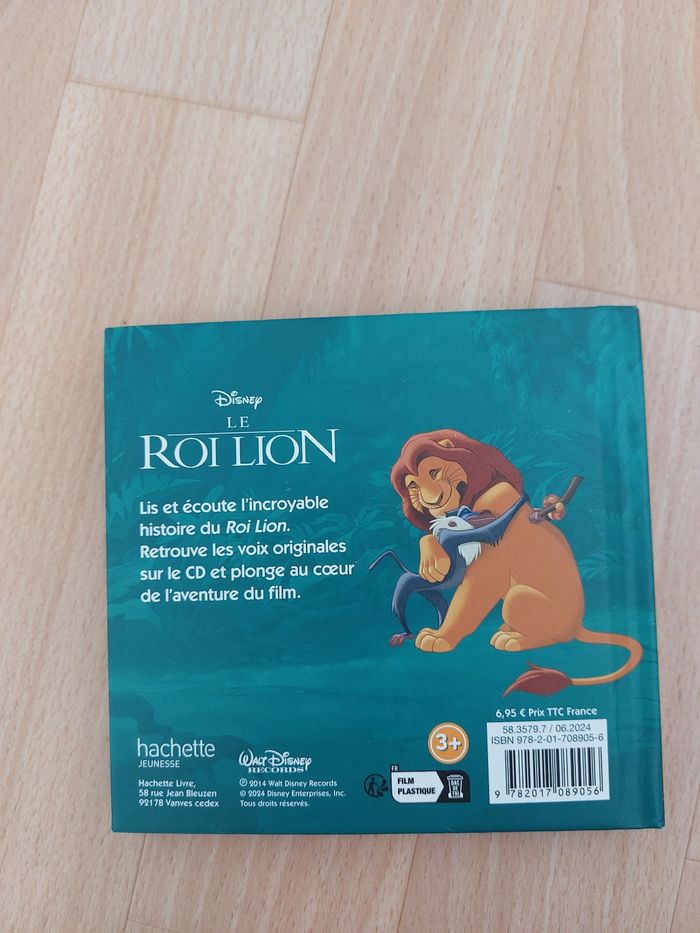 Disney
LE
ROI LION
Lis et écoute l'incroyable
histoire du Roi Lion.
Retrouve les voix originales
sur le CD et plonge au cœur
de l'aventure du film.
6,95 € Prix TTC France
58.3579.7 / 06.2024
ISBN 978-2-01-708905-6
9 782017 089056
3+
hachette
JEUNESSE
Hachette Livre,
58 rue Jean Bleuzen
92178 Vanves cedex
WALT DISNEY
RECORDS
℗ 2014 Walt Disney Records
© 2024 Disney Enterprises, Inc.
Tous droits réservés.
FR
FILM
PLASTIQUE
BAC
DE
TRI